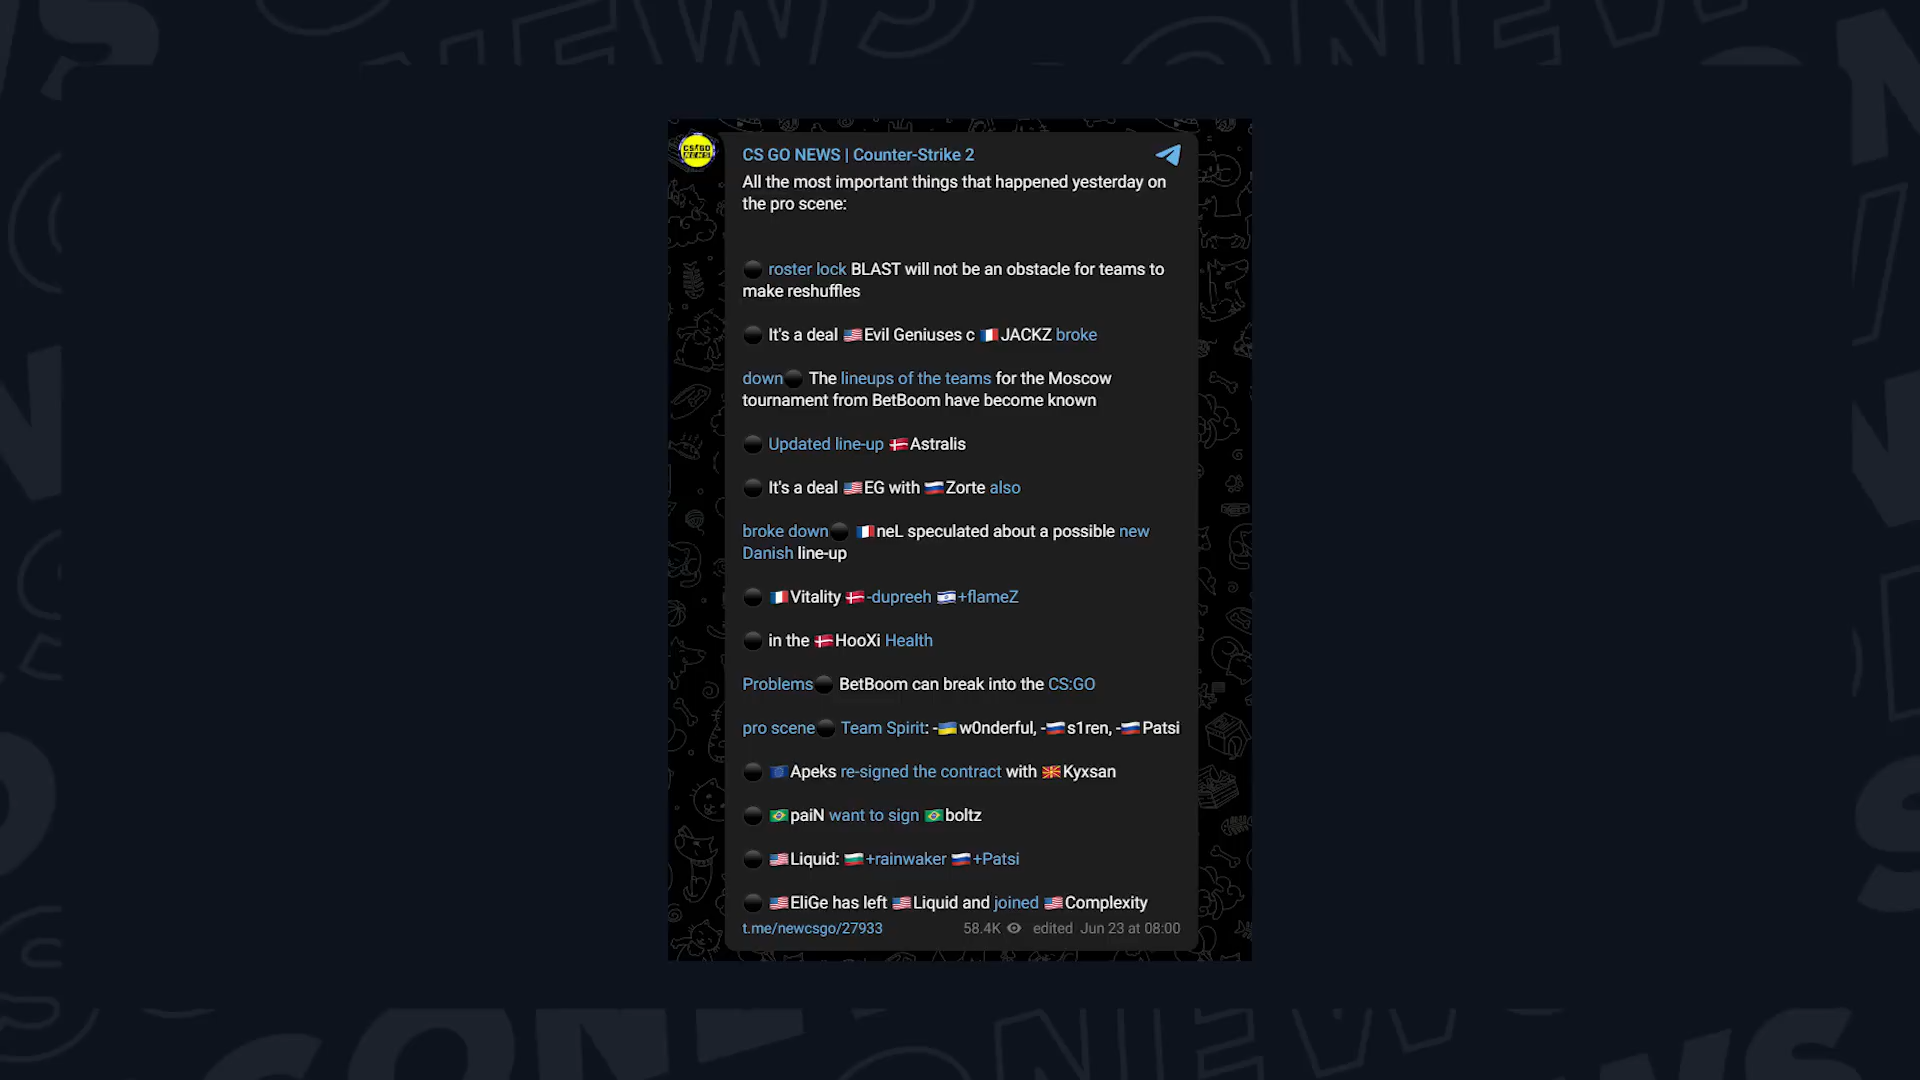 CS GO NEWS | Counter-Strike 2
All the most important things that happened yesterday on
the pro scene:
roster lock BLAST will not be an obstacle for teams to
make reshuffles
It's a deal 🇺🇸Evil Geniuses c 🇫🇷JACKZ broke
down⚫ The lineups of the teams for the Moscow
tournament from BetBoom have become known
⚫ Updated line-up 🇩🇰Astralis
⚫ It's a deal 🇺🇸EG with 🇷🇺Zorte also
broke down⚫ 🇫🇷neL speculated about a possible new
Danish line-up
⚫ 🇫🇷Vitality 🇩🇰-dupreeh 🇮🇱+flameZ
⚫ in the 🇩🇰HooXi Health
Problems⚫ BetBoom can break into the CS:GO
pro scene⚫ Team Spirit: -🇺🇦w0nderful, -🇷🇺s1ren, -🇷🇺Patsi
⚫ 🇪🇺Apeks re-signed the contract with 🇲🇰Kyxsan
⚫ 🇧🇷paiN want to sign 🇧🇷boltz
⚫ 🇺🇸Liquid: 🇧🇬+rainwaker 🇷🇺+Patsi
⚫ 🇺🇸EliGe has left 🇺🇸Liquid and joined 🇺🇸Complexity
t.me/newcsgo/27933 58.4K edited Jun 23 at 08:00